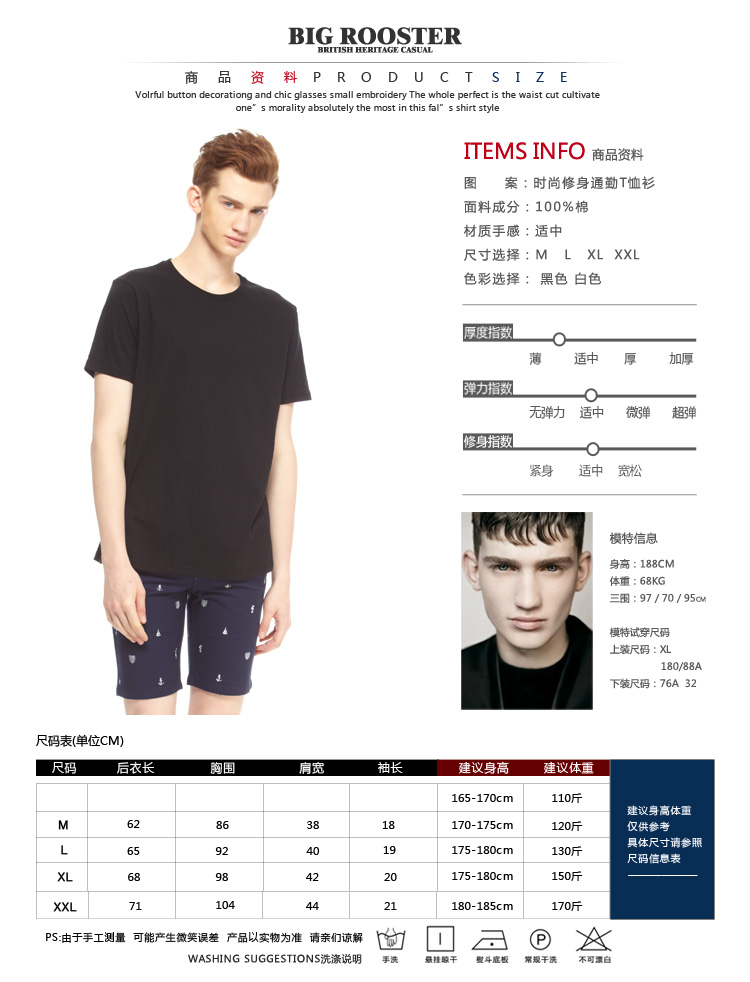 BIG ROOSTER
BRITISH HERITAGE CASUAL
商 品 资 料 P R O D U C T S I Z E
Volrful button decorationg and chic glasses small embroidery The whole perfect is the waist cut cultivate
one”s morality absolutely the most in this fal”s shirt style
ITEMS INFO 商品资料
图 案：时尚修身通勤T恤衫
面料成分：100%棉
材质手感：适中
尺寸选择：M L XL XXL
色彩选择： 黑色 白色
厚度指数
薄 适中 厚 加厚
弹力指数
无弹力 适中 微弹 超弹
修身指数
紧身 适中 宽松
模特信息
身高：188CM
体重：68KG
三围：97 / 70 / 95CM
模特试穿尺码
上装尺码：XL
180/88A
下装尺码：76A 32
尺码表(单位CM)
尺码 后衣长 胸围 肩宽 袖长 建议身高 建议体重
165-170cm 110斤
M 62 86 38 18 170-175cm 120斤
L 65 92 40 19 175-180cm 130斤
XL 68 98 42 20 175-180cm 150斤
XXL 71 104 44 21 180-185cm 170斤
建议身高体重
仅供参考
具体尺寸请参照
尺码信息表
PS:由于手工测量 可能产生微笑误差 产品以实物为准 请亲们谅解
WASHING SUGGESTIONS洗涤说明
手洗 悬挂晾干 熨斗底板 常规干洗 不可漂白
P